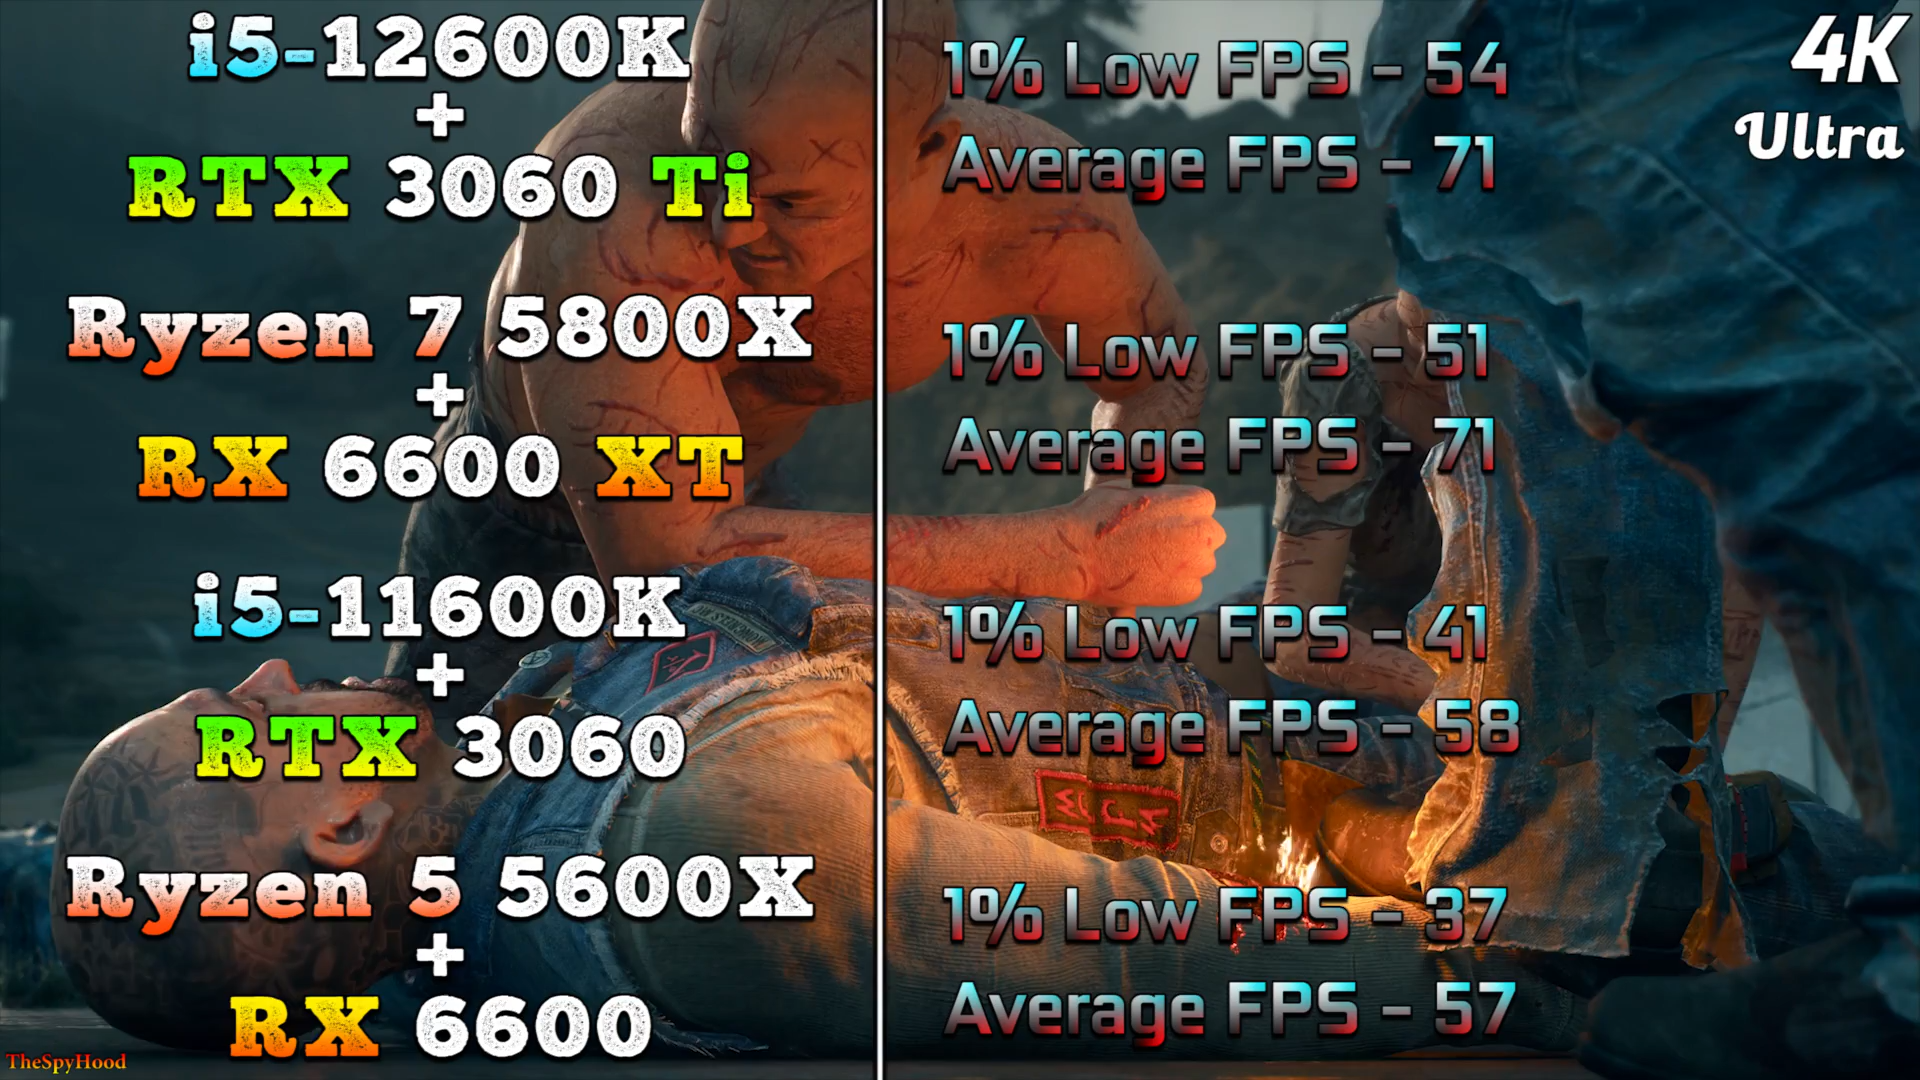 i5-12600K
+
RTX 3060 Ti
1% Low FPS - 54
Average FPS - 71
Ryzen 7 5800X
+
RX 6600 XT
1% Low FPS - 51
Average FPS - 71
i5-11600K
+
RTX 3060
1% Low FPS - 41
Average FPS - 58
Ryzen 5 5600X
+
RX 6600
1% Low FPS - 37
Average FPS - 57
4K
Ultra
TheSpyHood